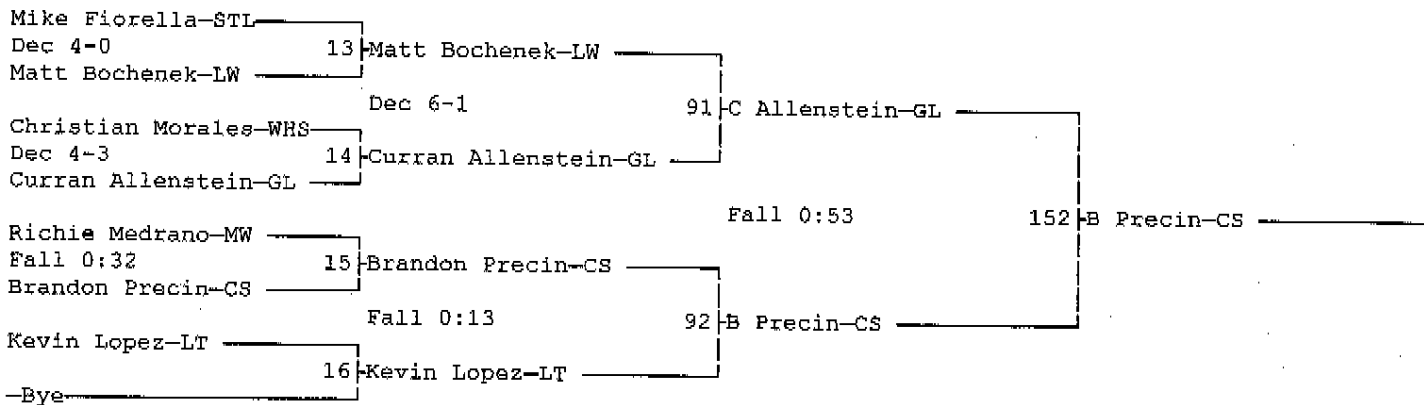 Mike Fiorella—STL
Dec 4-0
13 Matt Bochenek—LW
Matt Bochenek—LW
Dec 6-1
91 C Allenstein—GL
Christian Morales—WHS
Dec 4-3
14 Curran Allenstein—GL
Curran Allenstein—GL
Fall 0:53
152 B Precin—CS
Richie Medrano—MW
Fall 0:32
15 Brandon Precin—CS
Brandon Precin—CS
Fall 0:13
92 B Precin—CS
Kevin Lopez—LT
16 Kevin Lopez—LT
—Bye